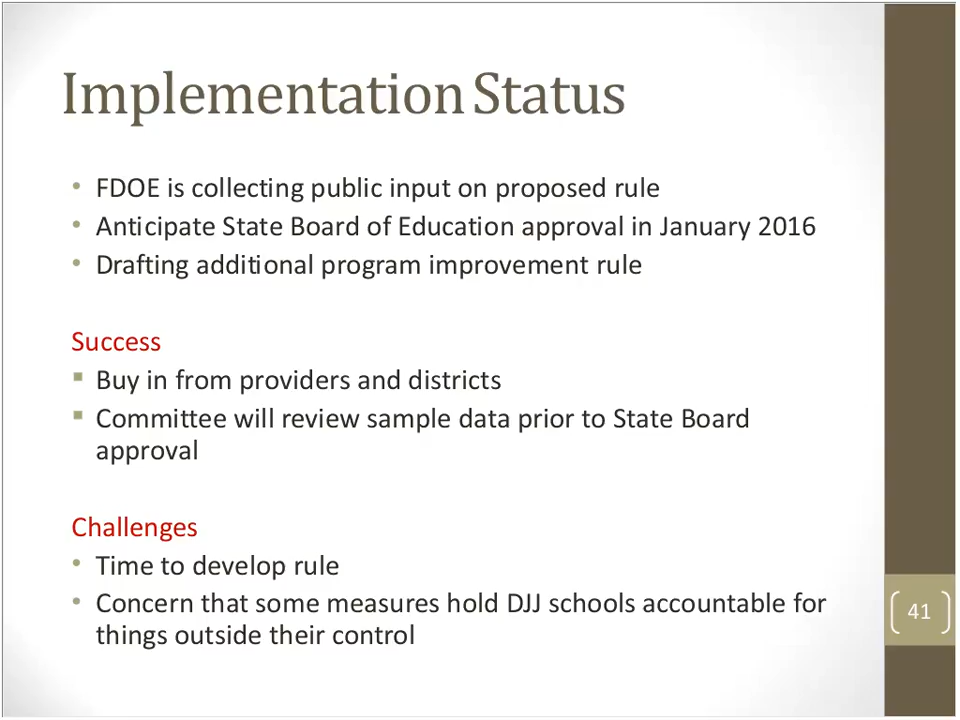 Implementation Status
• FDOE is collecting public input on proposed rule
• Anticipate State Board of Education approval in January 2016
• Drafting additional program improvement rule
Success
▪ Buy in from providers and districts
▪ Committee will review sample data prior to State Board
approval
Challenges
• Time to develop rule
• Concern that some measures hold DJJ schools accountable for
things outside their control
41